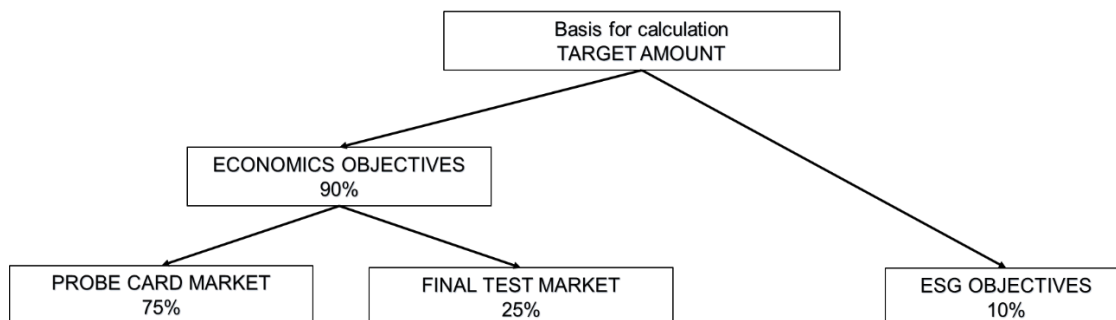 Basis for calculation
TARGET AMOUNT
ECONOMICS OBJECTIVES
90%
PROBE CARD MARKET
75%
FINAL TEST MARKET
25%
ESG OBJECTIVES
10%